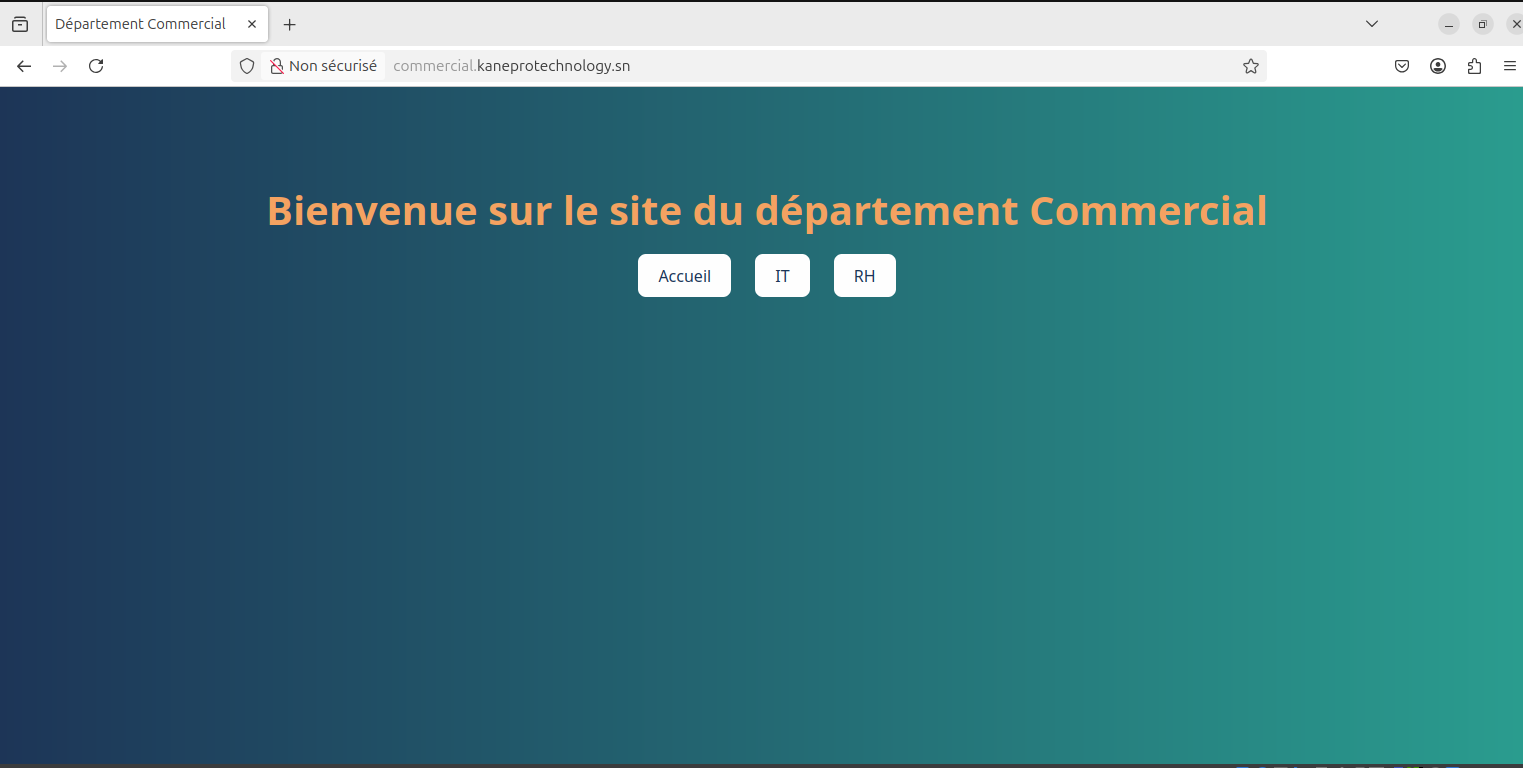 Département Commercial
Non sécurisé commercial.kaneprotechnology.sn
Bienvenue sur le site du département Commercial
Accueil IT RH